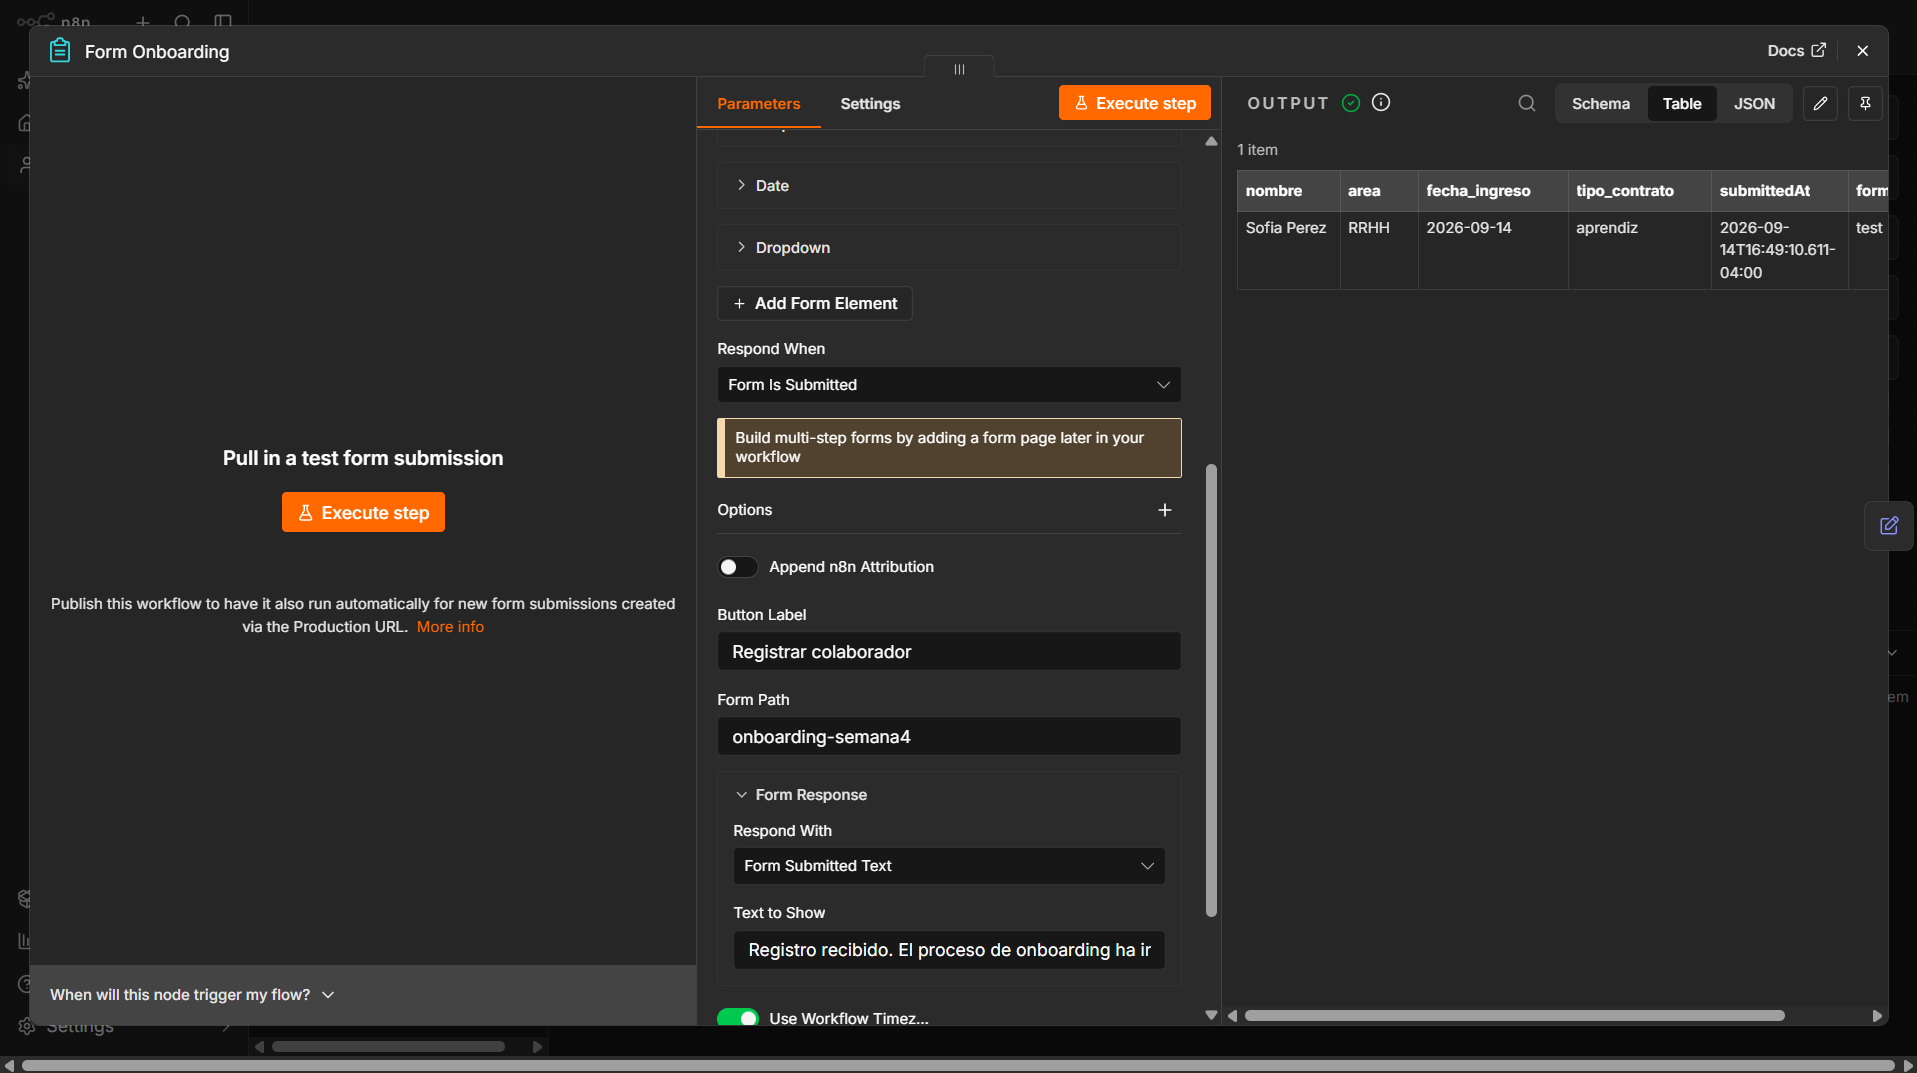 n8n
Form Onboarding
Docs
Parameters
Settings
Execute step
OUTPUT
Schema
Table
JSON
1 item
nombre area fecha_ingreso tipo_contrato submittedAt form
Sofia Perez RRHH 2026-09-14 aprendiz 2026-09-
14T16:49:10.611-
04:00
test
Date
Dropdown
Add Form Element
Respond When
Form Is Submitted
Build multi-step forms by adding a form page later in your
workflow
Options
Append n8n Attribution
Button Label
Registrar colaborador
Form Path
onboarding-semana4
Form Response
Respond With
Form Submitted Text
Text to Show
Registro recibido. El proceso de onboarding ha ir
Use Workflow Timez...
Pull in a test form submission
Execute step
Publish this workflow to have it also run automatically for new form submissions created
via the Production URL. More info
When will this node trigger my flow?
Settings
em